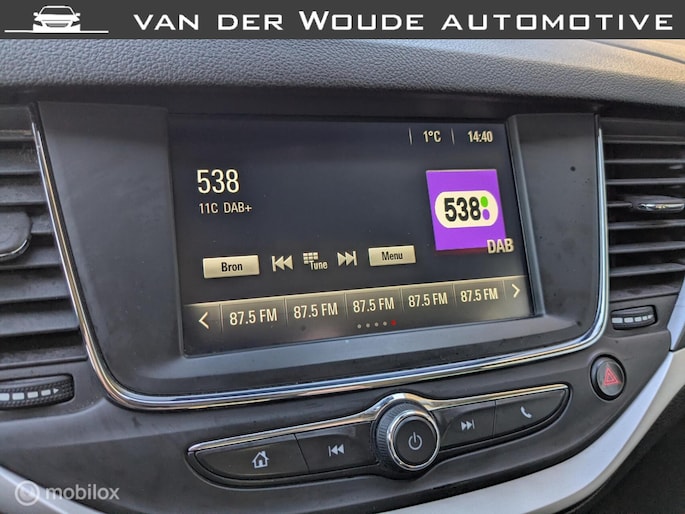 VAN DER WOUDE AUTOMOTIVE
1°C 14:40
538
11C DAB+
538
DAB
Bron Tune Menu
87.5 FM 87.5 FM 87.5 FM 87.5 FM 87.5 FM
mobilox